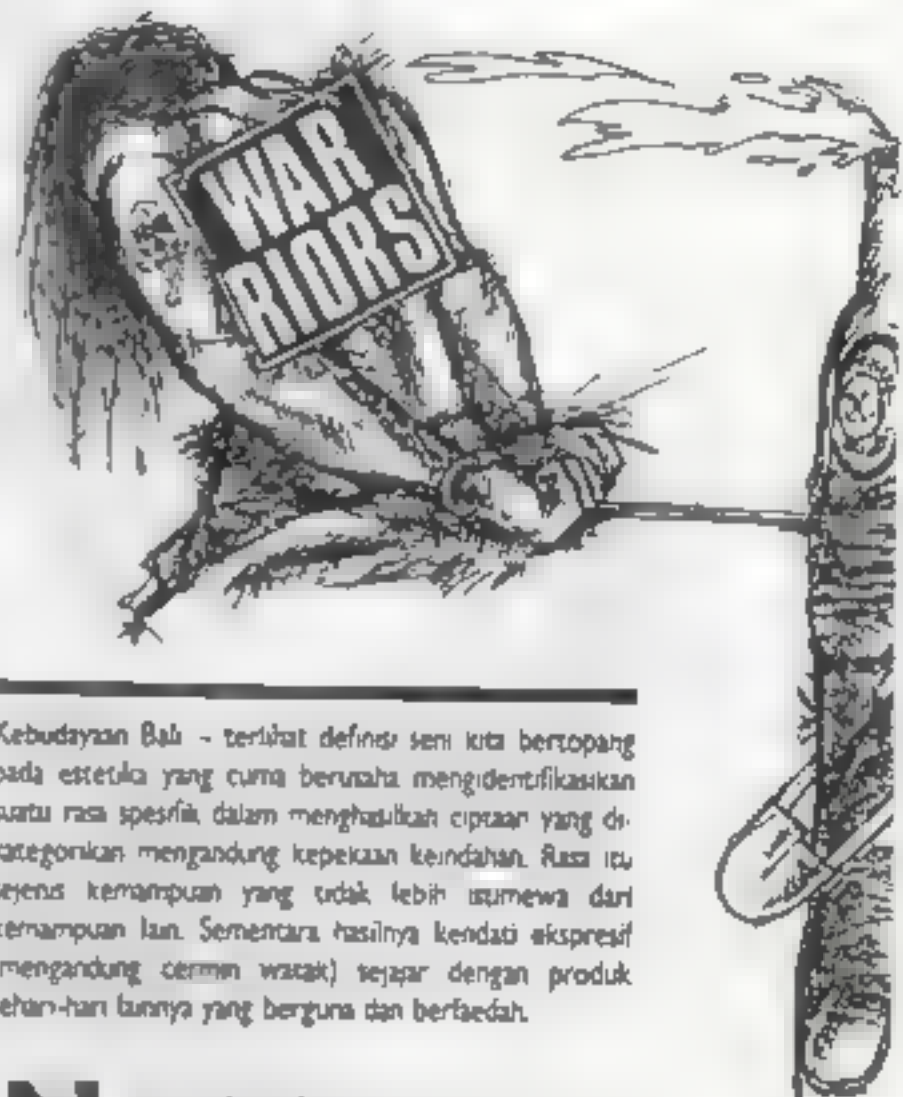 WAR
RIORS
Kebudayaan Bali - terlihat definisi seni kita bertopang
pada estetika yang cuma berusaha mengidentifikasikan
suatu rasa spesifik dalam menghasilkan ciptaan yang di-
kategorikan mengandung kepekaan keindahan. Rasa itu
sejenis kemampuan yang tidak lebih istimewa dari
kemampuan lain. Sementara hasilnya kendati ekspresif
(mengandung cermin watak) sejajar dengan produk
sehari-hari lainnya yang berguna dan berfaedah.
N